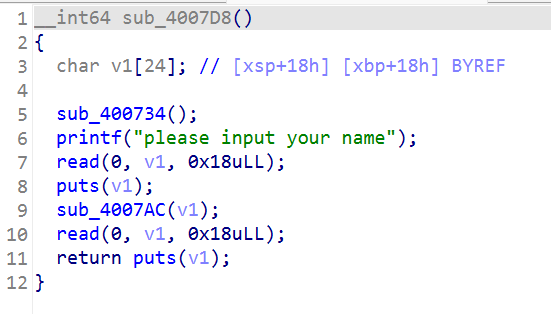 1 __int64 sub_4007D8()
2 {
3 char v1[24]; // [xsp+18h] [xbp+18h] BYREF
4
5 sub_400734();
6 printf("please input your name");
7 read(0, v1, 0x18uLL);
8 puts(v1);
9 sub_4007AC(v1);
10 read(0, v1, 0x18uLL);
11 return puts(v1);
12 }